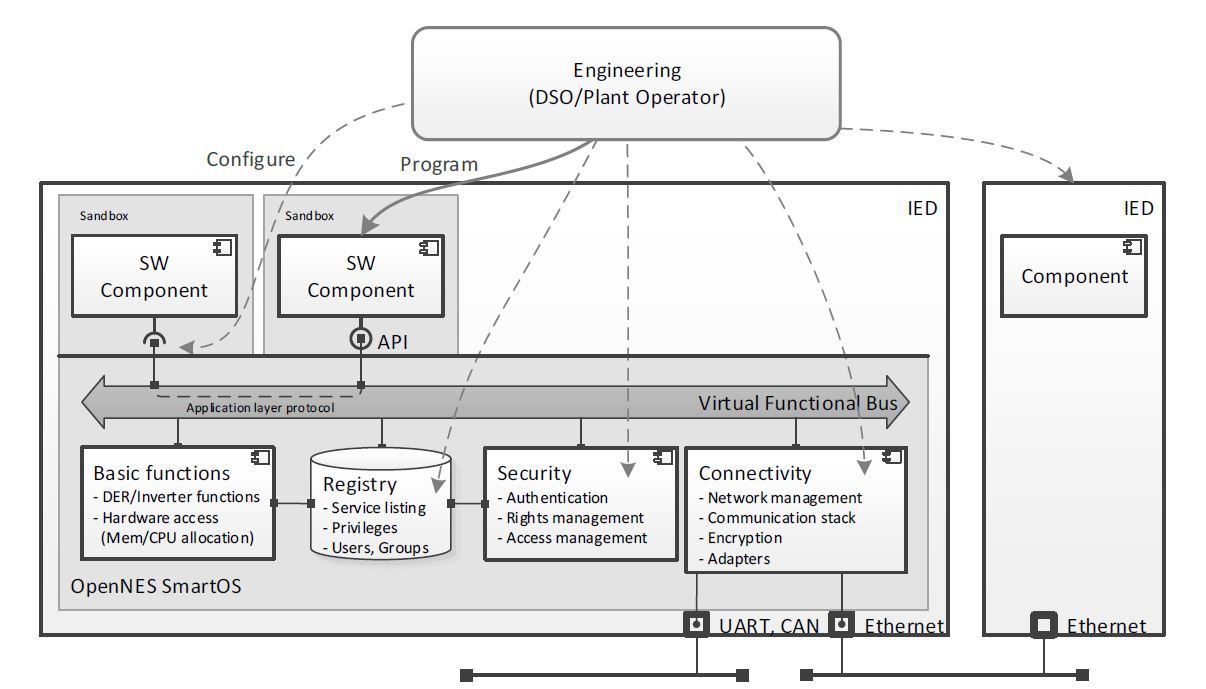 Engineering
(DSO/Plant Operator)
Configure
Program
Sandbox
Sandbox
IED
IED
SW
Component
SW
Component
Component
API
Application layer protocol
Virtual Functional Bus
Basic functions
- DER/Inverter functions
- Hardware access
(Mem/CPU allocation)
Registry
- Service listing
- Privileges
- Users, Groups
Security
- Authentication
- Rights management
- Access management
Connectivity
- Network management
- Communication stack
- Encryption
- Adapters
OpenNES SmartOS
UART, CAN
Ethernet
Ethernet